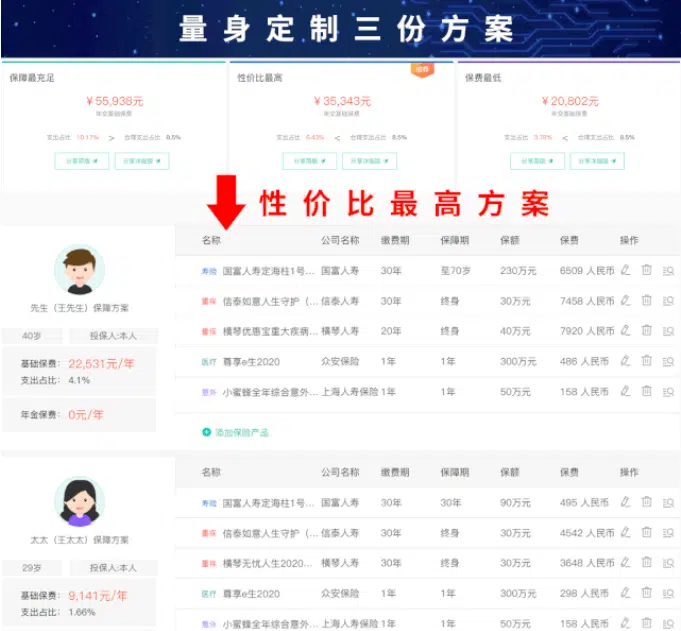 量身定制三份方案
保障最充足
¥55,938元
年交基础保费
支出占比 10.17% > 合理支出占比 8.5%
分享简版 分享详细版
性价比最高
推荐
¥35,343元
年交基础保费
支出占比 6.43% < 合理支出占比 8.5%
分享简版 分享详细版
保费最低
¥20,802元
年交基础保费
支出占比 3.78% < 合理支出占比 8.5%
分享简版 分享详细版
性价比最高方案
先生（王先生）保障方案
40岁 投保人:本人
基础保费: 22,531元/年
支出占比: 4.1%
年金保费: 0元/年
名称 公司名称 缴费期 保障期 保额 保费 操作
寿险 国富人寿定海柱1号... 国富人寿 30年 至70岁 230万元 6509 人民币
重疾 信泰如意人生守护（... 信泰人寿 30年 终身 30万元 7458 人民币
重疾 横琴优惠宝重大疾病... 横琴人寿 20年 终身 40万元 7920 人民币
医疗 尊享e生2020 众安保险 1年 1年 300万元 486 人民币
意外 小蜜蜂全年综合意外... 上海人寿保险 1年 1年 50万元 158 人民币
添加保险产品
太太（王太太）保障方案
29岁 投保人:本人
基础保费: 9,141元/年
支出占比: 1.66%
名称 公司名称 缴费期 保障期 保额 保费 操作
寿险 国富人寿定海柱1号... 国富人寿 30年 30年 90万元 495 人民币
重疾 信泰如意人生守护（... 信泰人寿 30年 终身 30万元 4542 人民币
重疾 横琴无忧人生2020... 横琴人寿 30年 终身 30万元 3648 人民币
医疗 尊享e生2020 众安保险 1年 1年 300万元 298 人民币
意外 小蜜蜂全年综合意外... 上海人寿保险 1年 1年 50万元 158 人民币